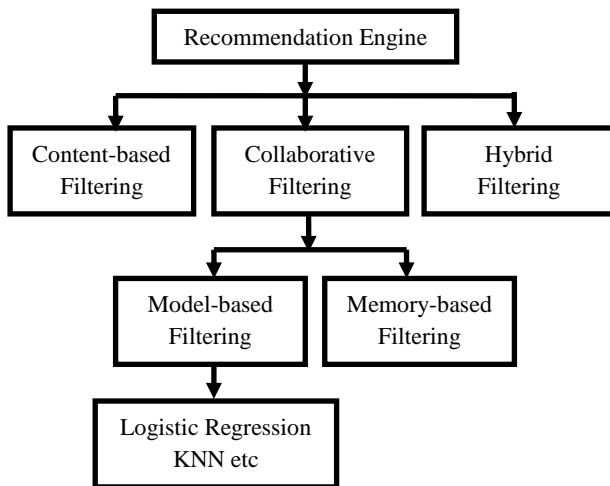 Recommendation Engine
Content-based
Filtering
Collaborative
Filtering
Hybrid
Filtering
Model-based
Filtering
Memory-based
Filtering
Logistic Regression
KNN etc